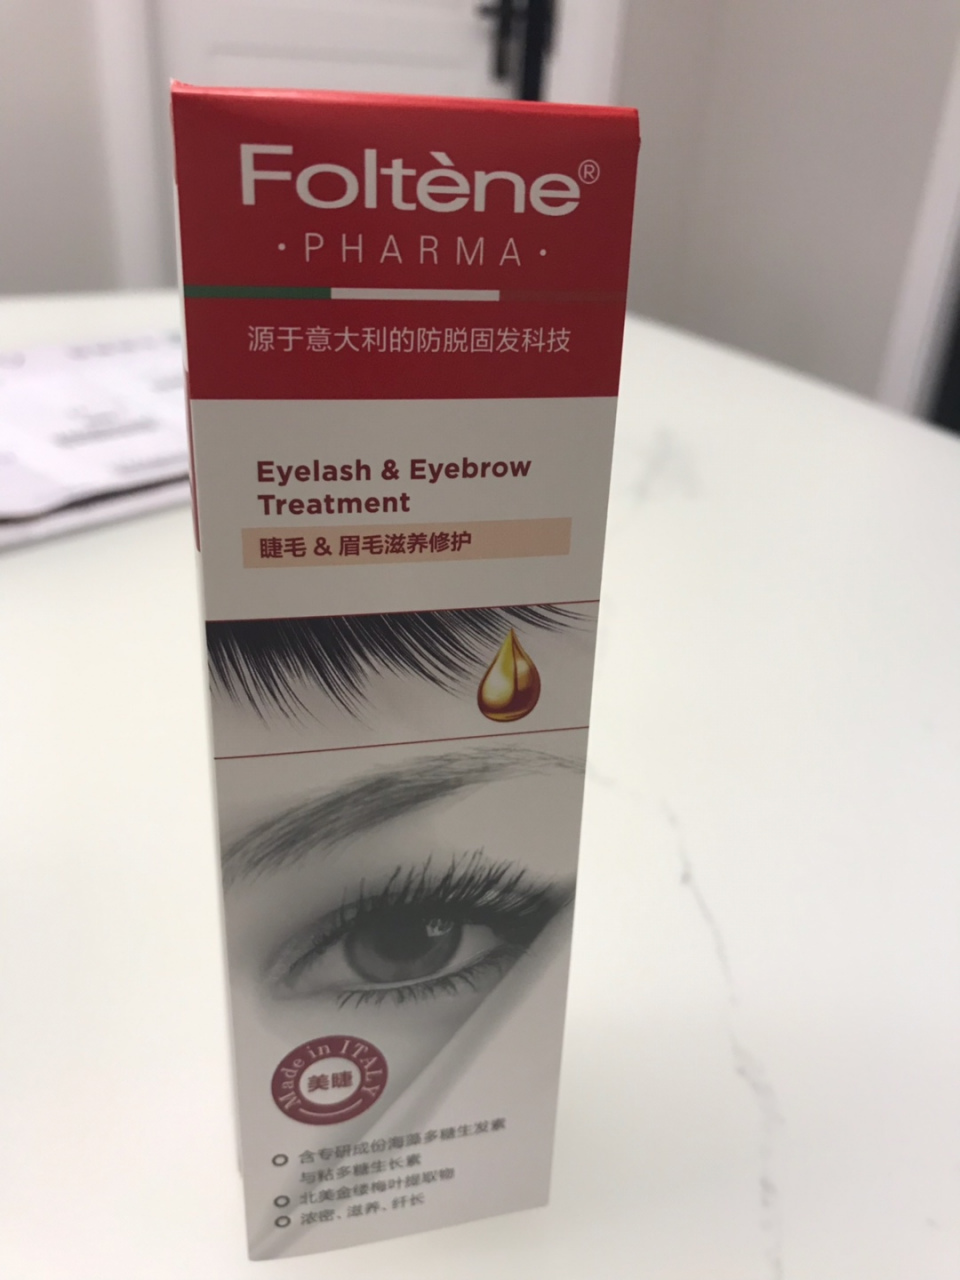 Foltène®
· PHARMA ·
源于意大利的防脱固发科技
Eyelash & Eyebrow
Treatment
睫毛 & 眉毛滋养修护
Made in ITALY
美睫
含专研成份海藻多糖生发素
与粘多糖生长素
北美金缕梅叶提取物
浓密、滋养、纤长